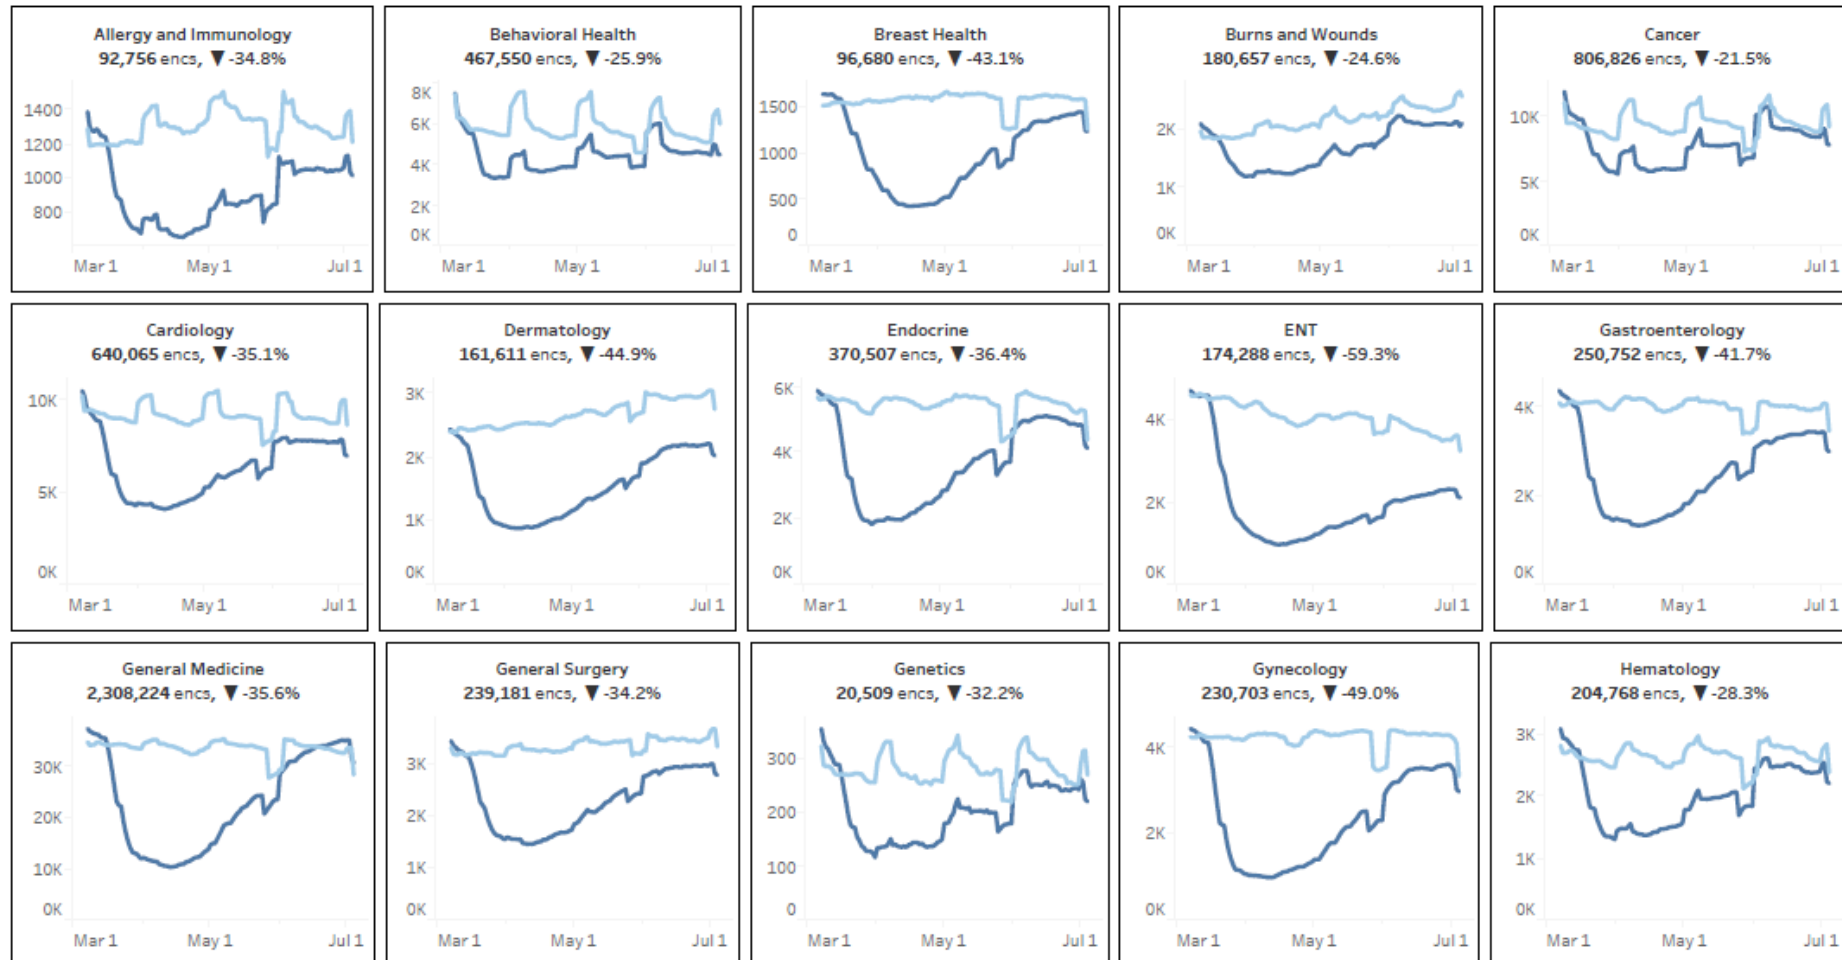 Allergy and Immunology
92,756 encs, ▼ -34.8%
1400
1200
1000
800
Mar 1 May 1 Jul 1
Behavioral Health
467,550 encs, ▼ -25.9%
8K
6K
4K
2K
0K
Mar 1 May 1 Jul 1
Breast Health
96,680 encs, ▼ -43.1%
1500
1000
500
0
Mar 1 May 1 Jul 1
Burns and Wounds
180,657 encs, ▼ -24.6%
2K
1K
0K
Mar 1 May 1 Jul 1
Cancer
806,826 encs, ▼ -21.5%
10K
5K
0K
Mar 1 May 1 Jul 1
Cardiology
640,065 encs, ▼ -35.1%
10K
5K
0K
Mar 1 May 1 Jul 1
Dermatology
161,611 encs, ▼ -44.9%
3K
2K
1K
0K
Mar 1 May 1 Jul 1
Endocrine
370,507 encs, ▼ -36.4%
6K
4K
2K
0K
Mar 1 May 1 Jul 1
ENT
174,288 encs, ▼ -59.3%
4K
2K
0K
Mar 1 May 1 Jul 1
Gastroenterology
250,752 encs, ▼ -41.7%
4K
2K
0K
Mar 1 May 1 Jul 1
General Medicine
2,308,224 encs, ▼ -35.6%
30K
20K
10K
0K
Mar 1 May 1 Jul 1
General Surgery
239,181 encs, ▼ -34.2%
3K
2K
1K
0K
Mar 1 May 1 Jul 1
Genetics
20,509 encs, ▼ -32.2%
300
200
100
0
Mar 1 May 1 Jul 1
Gynecology
230,703 encs, ▼ -49.0%
4K
2K
0K
Mar 1 May 1 Jul 1
Hematology
204,768 encs, ▼ -28.3%
3K
2K
1K
0K
Mar 1 May 1 Jul 1